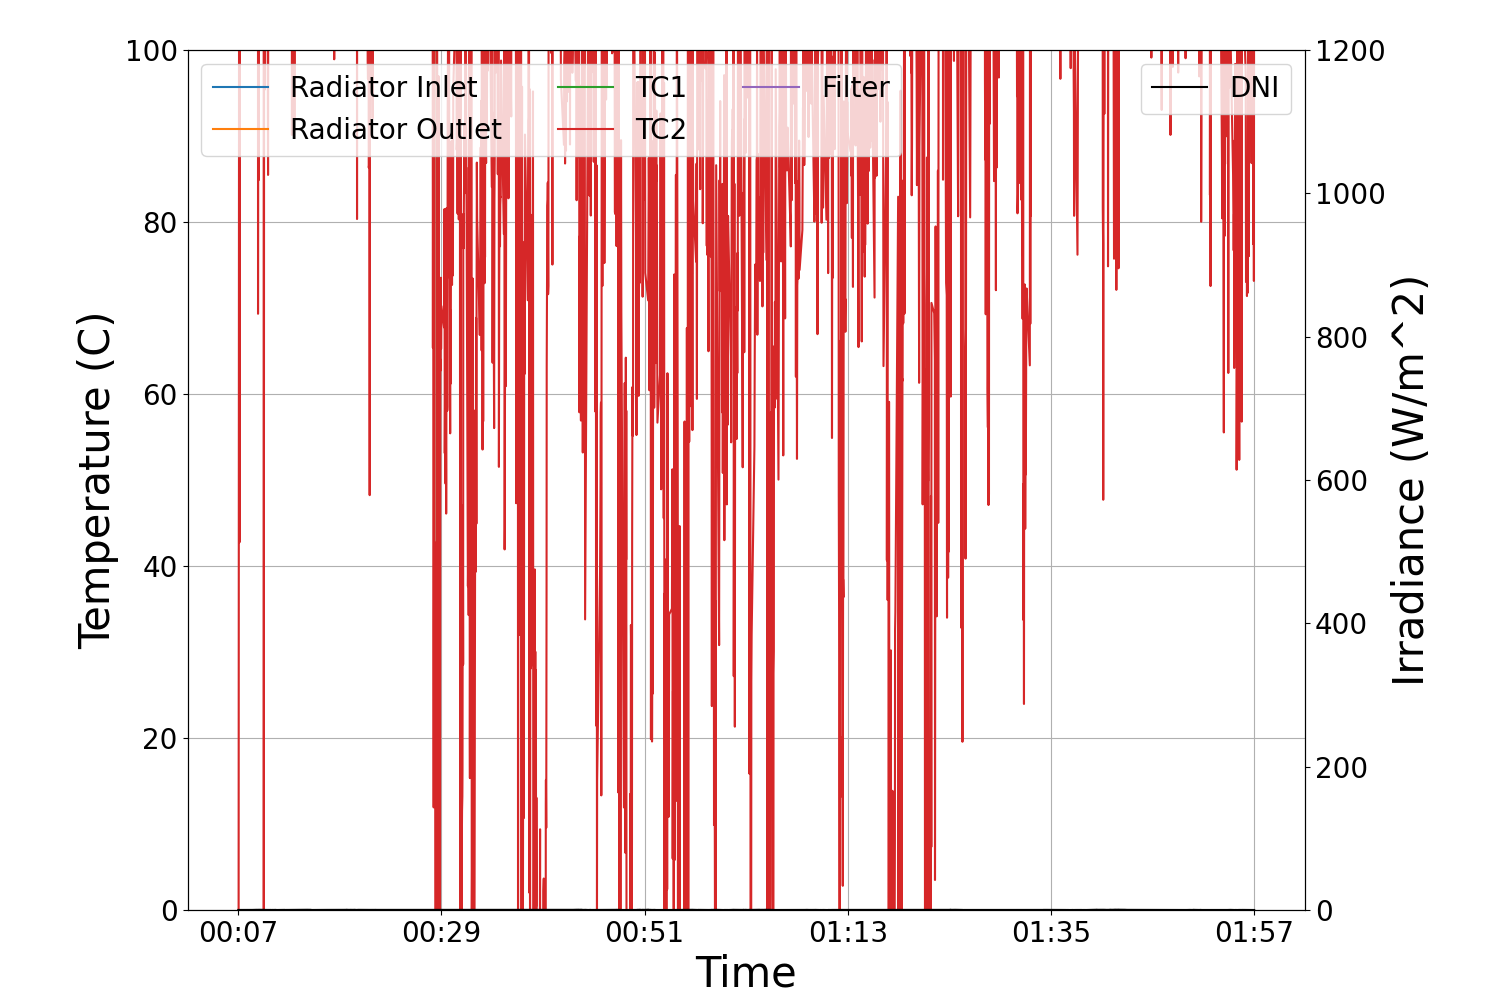 Radiator Inlet
Radiator Outlet
TC1
TC2
Filter
DNI
Temperature (C)
100
80
60
40
20
0
1200
1000
800
600
400
200
0
Irradiance (W/m^2)
00:07 00:29 00:51 01:13 01:35 01:57
Time